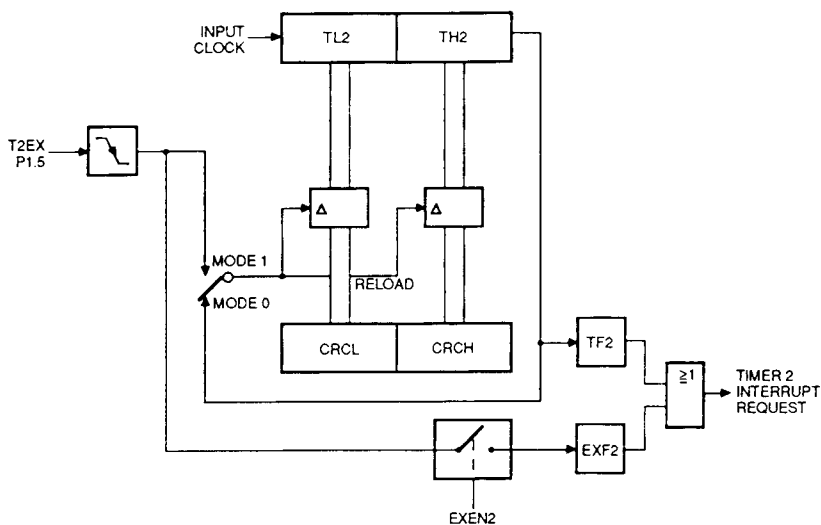 INPUT
CLOCK
TL2
TH2
T2EX
P1.5
Δ
Δ
MODE 1
MODE 0
RELOAD
CRCL
CRCH
TF2
≥1
TIMER 2
INTERRUPT
REQUEST
EXF2
EXEN2